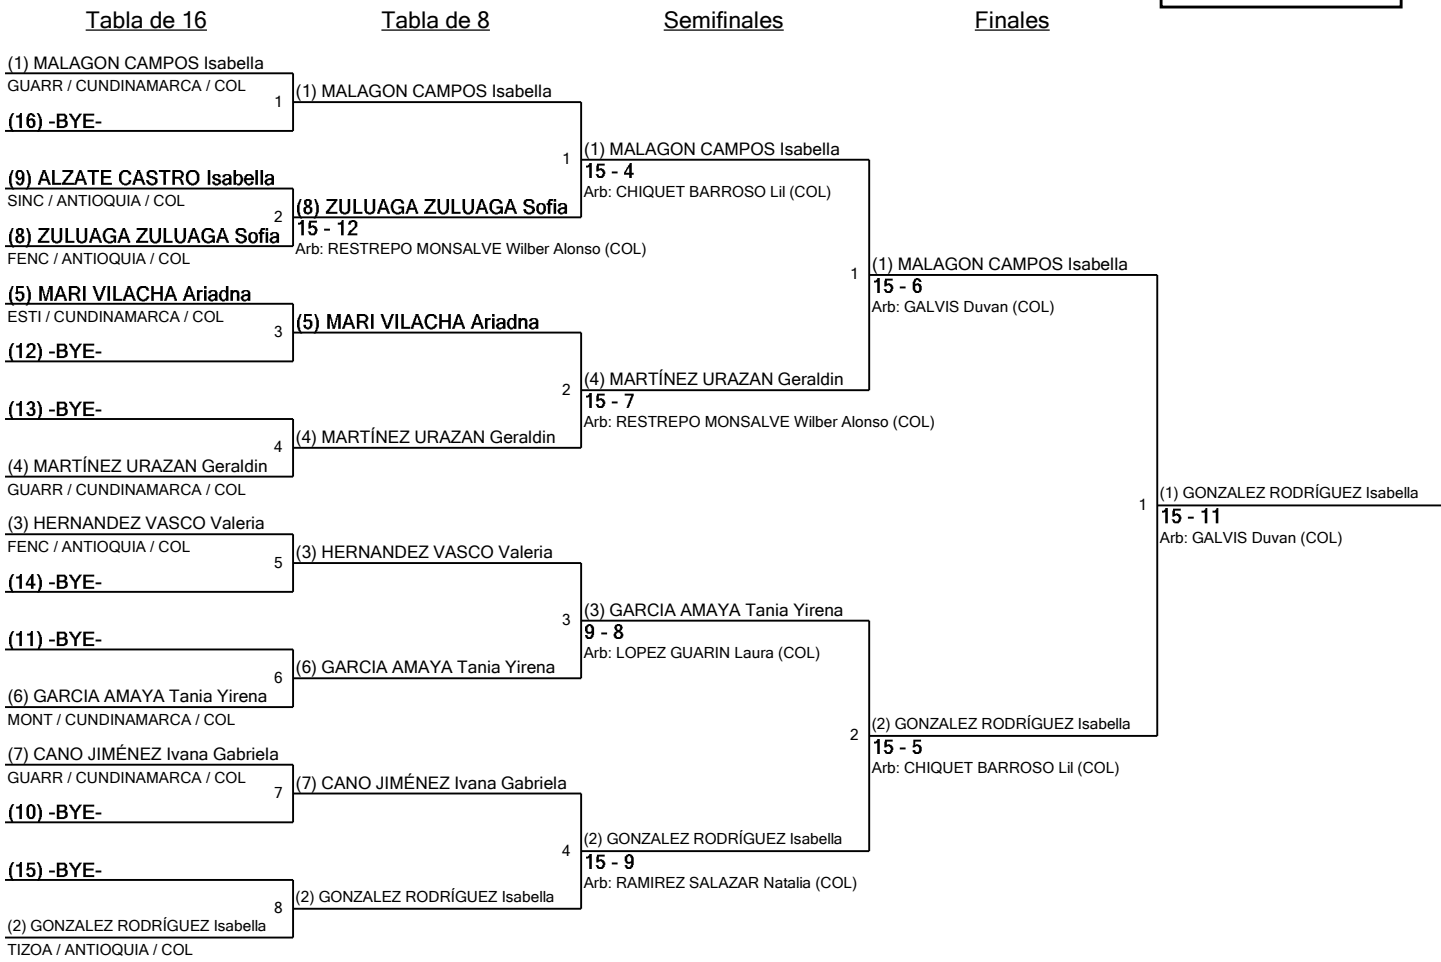 Tabla de 16
Tabla de 8
Semifinales
Finales
(1) MALAGON CAMPOS Isabella
GUARR / CUNDINAMARCA / COL
1
(16) -BYE-
(9) ALZATE CASTRO Isabella
SINC / ANTIOQUIA / COL
2
(8) ZULUAGA ZULUAGA Sofia
FENC / ANTIOQUIA / COL
(5) MARI VILACHA Ariadna
ESTI / CUNDINAMARCA / COL
3
(12) -BYE-
(13) -BYE-
4
(4) MARTÍNEZ URAZAN Geraldin
GUARR / CUNDINAMARCA / COL
(3) HERNANDEZ VASCO Valeria
FENC / ANTIOQUIA / COL
5
(14) -BYE-
(11) -BYE-
6
(6) GARCIA AMAYA Tania Yirena
MONT / CUNDINAMARCA / COL
(7) CANO JIMÉNEZ Ivana Gabriela
GUARR / CUNDINAMARCA / COL
7
(10) -BYE-
(15) -BYE-
8
(2) GONZALEZ RODRÍGUEZ Isabella
TIZOA / ANTIOQUIA / COL
(1) MALAGON CAMPOS Isabella
1
(8) ZULUAGA ZULUAGA Sofia
15 - 12
Arb: RESTREPO MONSALVE Wilber Alonso (COL)
(5) MARI VILACHA Ariadna
2
(4) MARTÍNEZ URAZAN Geraldin
(3) HERNANDEZ VASCO Valeria
3
(6) GARCIA AMAYA Tania Yirena
(7) CANO JIMÉNEZ Ivana Gabriela
4
(2) GONZALEZ RODRÍGUEZ Isabella
(1) MALAGON CAMPOS Isabella
15 - 4
Arb: CHIQUET BARROSO Lil (COL)
1
(4) MARTÍNEZ URAZAN Geraldin
15 - 7
Arb: RESTREPO MONSALVE Wilber Alonso (COL)
(3) GARCIA AMAYA Tania Yirena
9 - 8
Arb: LOPEZ GUARIN Laura (COL)
2
(2) GONZALEZ RODRÍGUEZ Isabella
15 - 9
Arb: RAMIREZ SALAZAR Natalia (COL)
(1) MALAGON CAMPOS Isabella
15 - 6
Arb: GALVIS Duvan (COL)
1
(2) GONZALEZ RODRÍGUEZ Isabella
15 - 5
Arb: CHIQUET BARROSO Lil (COL)
(1) GONZALEZ RODRÍGUEZ Isabella
15 - 11
Arb: GALVIS Duvan (COL)